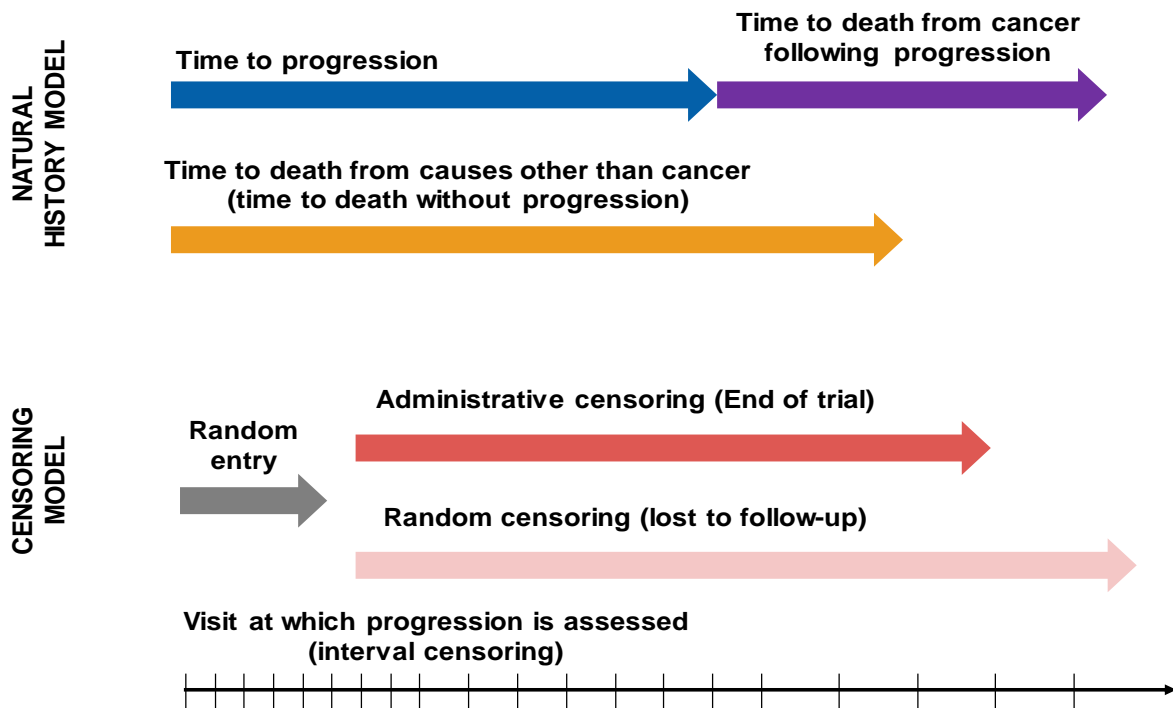 NATURAL
HISTORY MODEL
Time to progression
Time to death from cancer
following progression
Time to death from causes other than cancer
(time to death without progression)
CENSORING
MODEL
Random
entry
Administrative censoring (End of trial)
Random censoring (lost to follow-up)
Visit at which progression is assessed
(interval censoring)